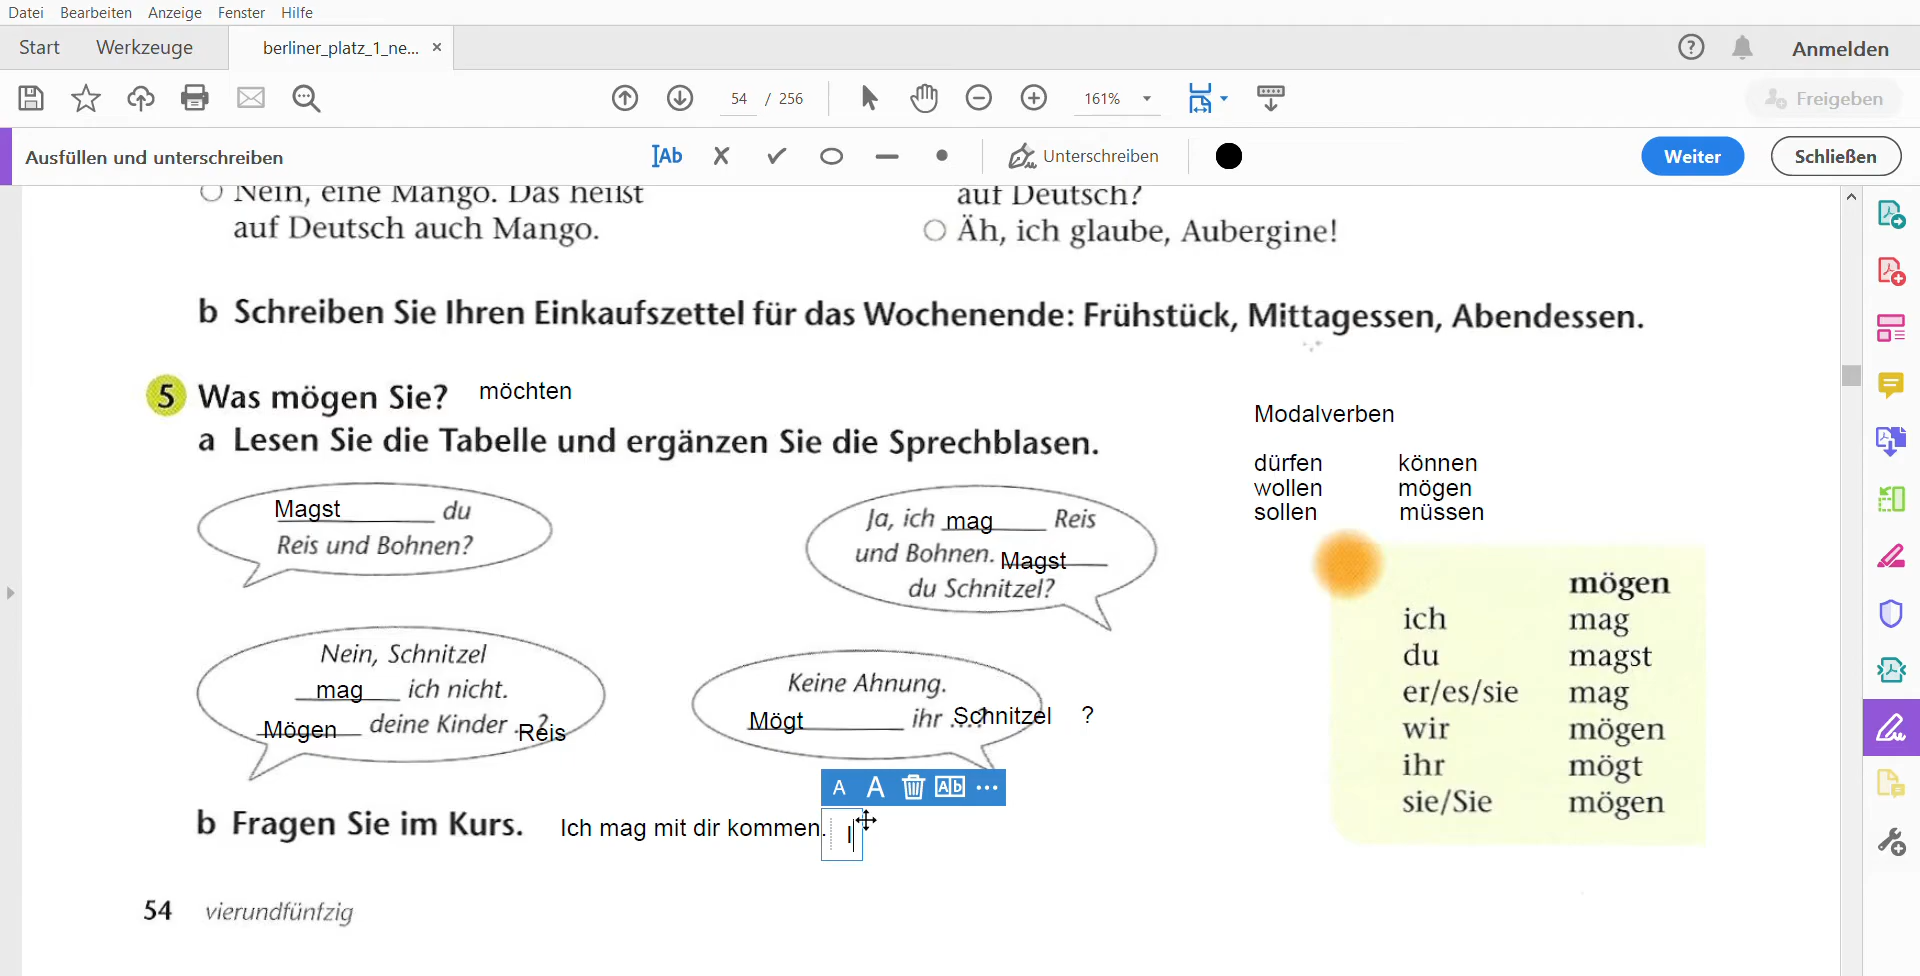 Datei Bearbeiten Anzeige Fenster Hilfe
Start Werkzeuge berliner_platz_1_ne... × ? Anmelden
54 / 256 161% Freigeben
Ausfüllen und unterschreiben Ab Unterschreiben Weiter Schließen
Nein, eine Mango. Das heißt
auf Deutsch auch Mango.
auf Deutsch?
Äh, ich glaube, Aubergine!
b Schreiben Sie Ihren Einkaufszettel für das Wochenende: Frühstück, Mittagessen, Abendessen.
5 Was mögen Sie? möchten
a Lesen Sie die Tabelle und ergänzen Sie die Sprechblasen.
Magst du
Reis und Bohnen?
Ja, ich mag Reis
und Bohnen. Magst
du Schnitzel?
Nein, Schnitzel
mag ich nicht.
Mögen deine Kinder ...? Reis
Keine Ahnung.
Mögt ihr ...? Schnitzel ?
A A Ab ...
b Fragen Sie im Kurs. Ich mag mit dir kommen. I
Modalverben
dürfen können
wollen mögen
sollen müssen
mögen
ich mag
du magst
er/es/sie mag
wir mögen
ihr mögt
sie/Sie mögen
54 vierundfünfzig